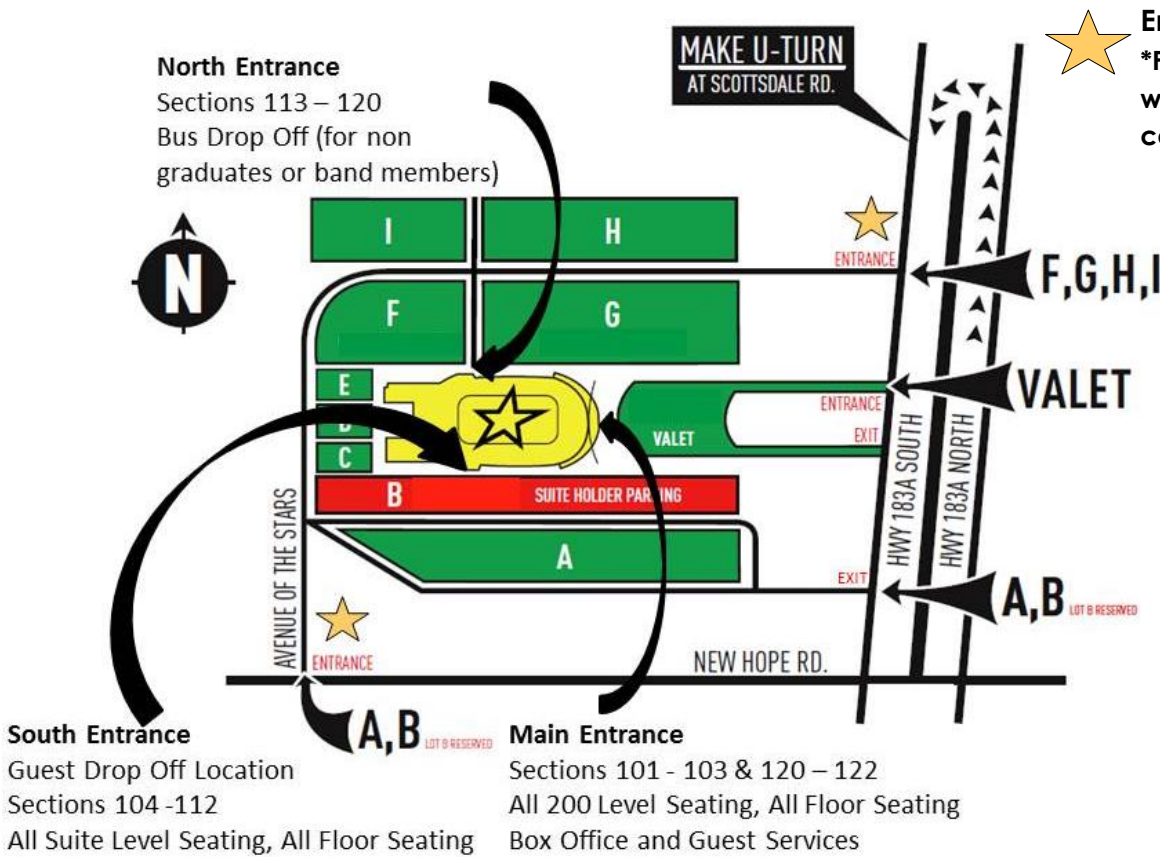 North Entrance
Sections 113 – 120
Bus Drop Off (for non
graduates or band members)
MAKE U-TURN
AT SCOTTSDALE RD.
N
I
H
ENTRANCE
F,G,H,I
F
G
E
C
VALET
ENTRANCE
EXIT
VALET
B
SUITE HOLDER PARKING
A
HWY 183A SOUTH
HWY 183A NORTH
AVENUE OF THE STARS
EXIT
A,B LOT B RESERVED
ENTRANCE
NEW HOPE RD.
A,B LOT B RESERVED
South Entrance
Guest Drop Off Location
Sections 104 -112
All Suite Level Seating, All Floor Seating
Main Entrance
Sections 101 - 103 & 120 – 122
All 200 Level Seating, All Floor Seating
Box Office and Guest Services